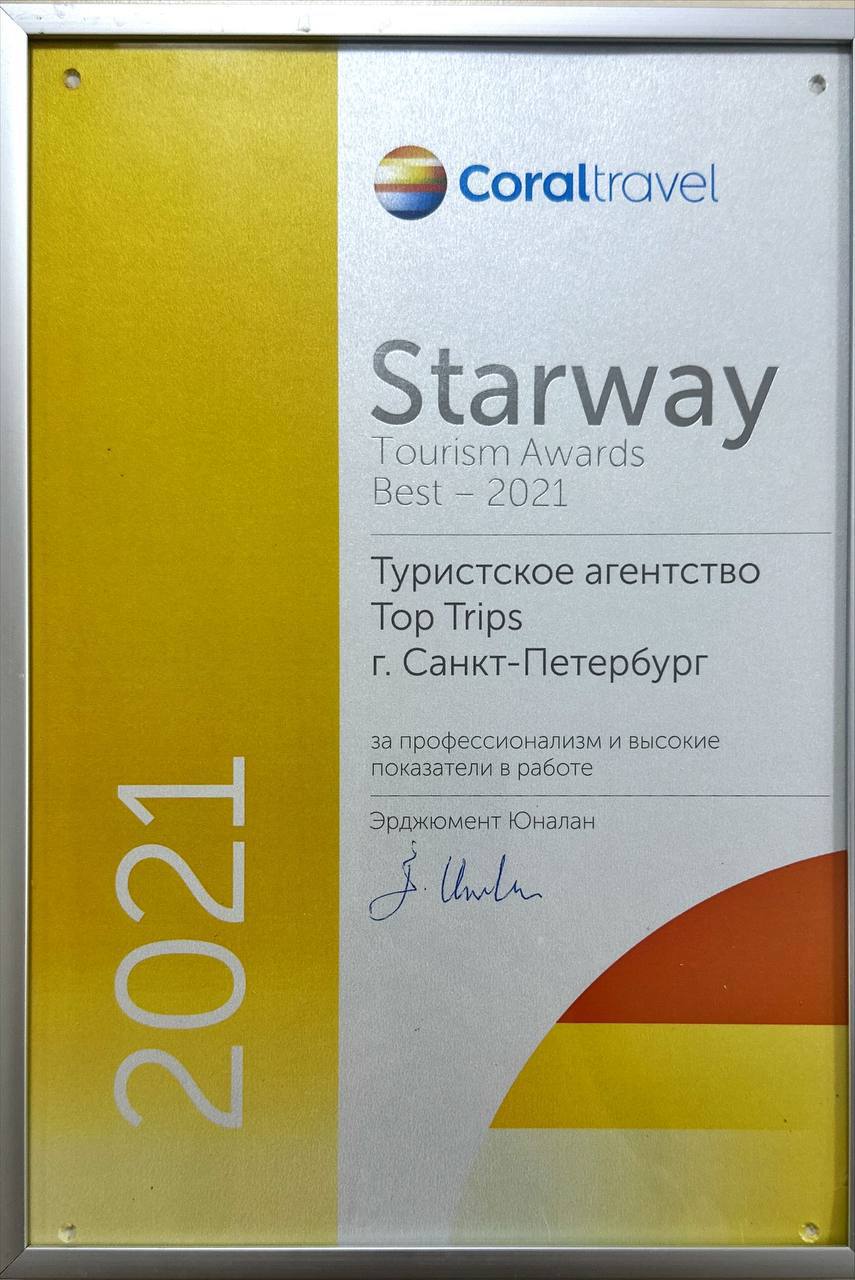 Coraltravel
Starway
Tourism Awards
Best – 2021
Туристское агентство
Top Trips
г. Санкт-Петербург
за профессионализм и высокие
показатели в работе
Эрджюмент Юналан
2021